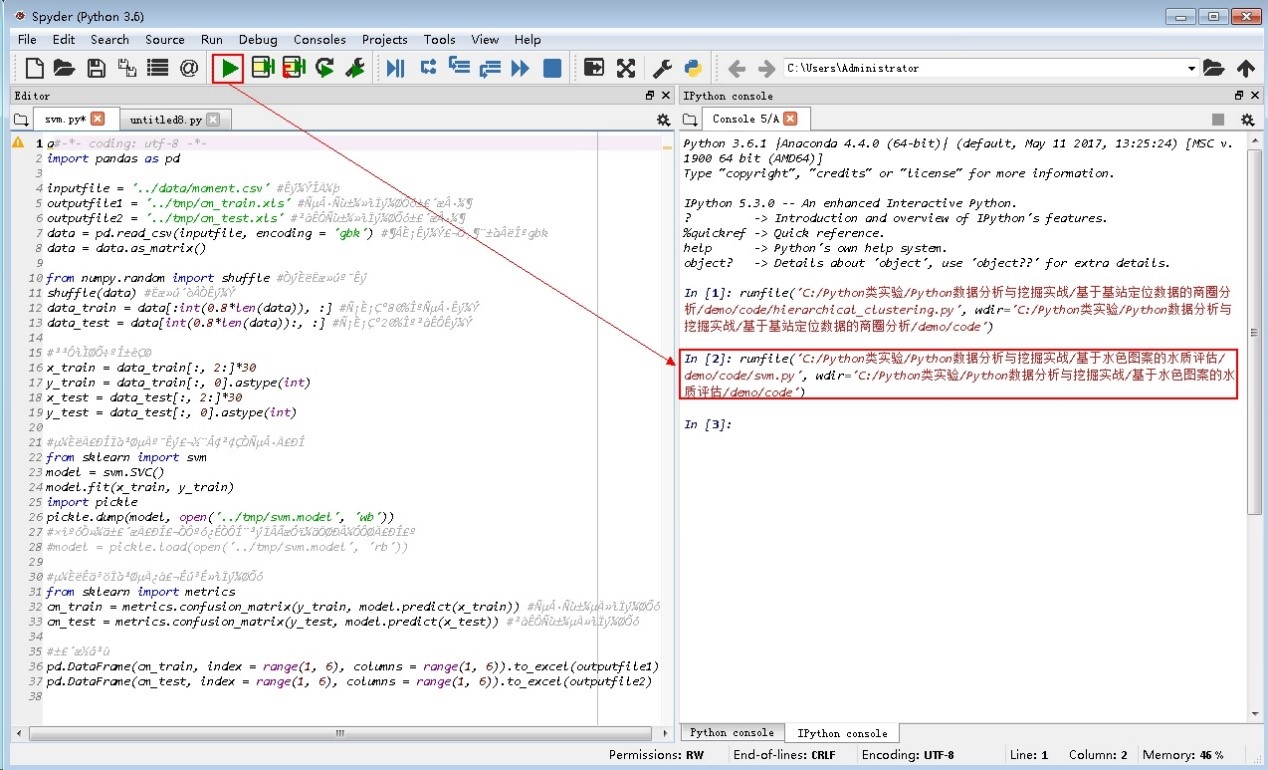 Spyder (Python 3.6)
File Edit Search Source Run Debug Consoles Projects Tools View Help
C:\Users\Administrator
Editor
svm.py* untitled8.py
1 a#-*- coding: utf-8 -*-
2 import pandas as pd
3
4 inputfile = '../data/moment.csv'
5 outputfile1 = '../tmp/cm_train.xls'
6 outputfile2 = '../tmp/cm_test.xls'
7 data = pd.read_csv(inputfile, encoding = 'gbk')
8 data = data.as_matrix()
9
10 from numpy.random import shuffle
11 shuffle(data)
12 data_train = data[:int(0.8*len(data)), :]
13 data_test = data[int(0.8*len(data)):, :]
14
15
16 x_train = data_train[:, 2:]*30
17 y_train = data_train[:, 0].astype(int)
18 x_test = data_test[:, 2:]*30
19 y_test = data_test[:, 0].astype(int)
20
21
22 from sklearn import svm
23 model = svm.SVC()
24 model.fit(x_train, y_train)
25 import pickle
26 pickle.dump(model, open('../tmp/svm.model', 'wb'))
27
28 #model = pickle.load(open('../tmp/svm.model', 'rb'))
29
30
31 from sklearn import metrics
32 cm_train = metrics.confusion_matrix(y_train, model.predict(x_train))
33 cm_test = metrics.confusion_matrix(y_test, model.predict(x_test))
34
35
36 pd.DataFrame(cm_train, index = range(1, 6), columns = range(1, 6)).to_excel(outputfile1)
37 pd.DataFrame(cm_test, index = range(1, 6), columns = range(1, 6)).to_excel(outputfile2)
38
IPython console
Console 5/A
Python 3.6.1 |Anaconda 4.4.0 (64-bit)| (default, May 11 2017, 13:25:24) [MSC v.
1900 64 bit (AMD64)]
Type "copyright", "credits" or "license" for more information.
IPython 5.3.0 -- An enhanced Interactive Python.
? -> Introduction and overview of IPython's features.
%quickref -> Quick reference.
help -> Python's own help system.
object? -> Details about 'object', use 'object??' for extra details.
In [1]: runfile('C:/Python类实验/Python数据分析与挖掘实战/基于基站定位数据的商圈分
析/demo/code/hierarchical_clustering.py', wdir='C:/Python类实验/Python数据分析与
挖掘实战/基于基站定位数据的商圈分析/demo/code')
In [2]: runfile('C:/Python类实验/Python数据分析与挖掘实战/基于水色图案的水质评估/
demo/code/svm.py', wdir='C:/Python类实验/Python数据分析与挖掘实战/基于水色图案的水
质评估/demo/code')
In [3]:
Python console IPython console
Permissions: RW End-of-lines: CRLF Encoding: UTF-8 Line: 1 Column: 2 Memory: 46 %